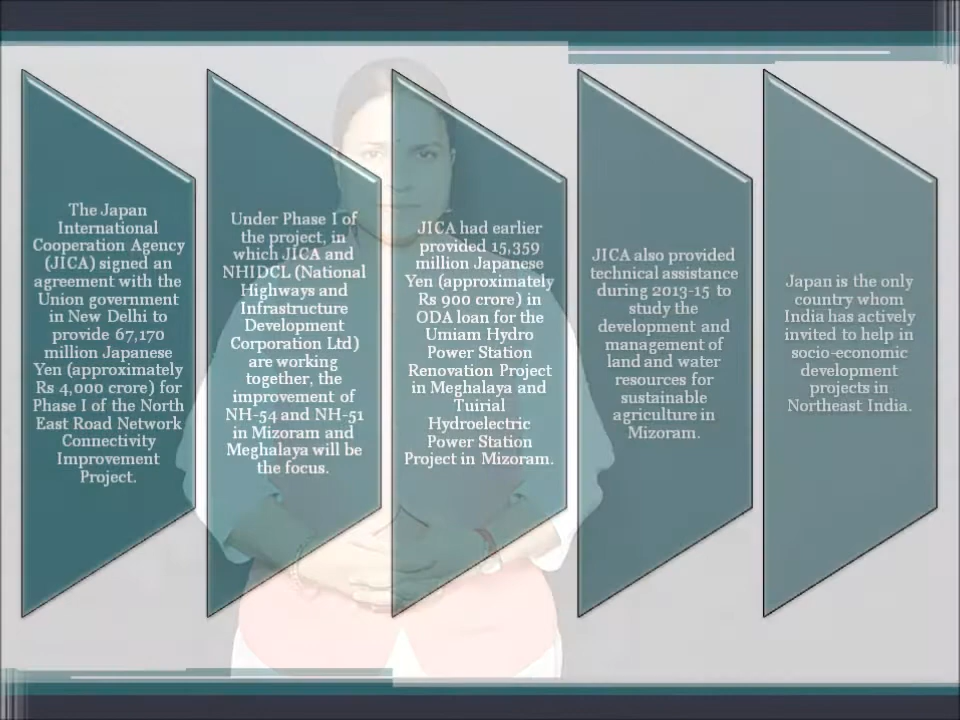 The Japan
International
Cooperation Agency
(JICA) signed an
agreement with the
Union government
in New Delhi to
provide 67,170
million Japanese
Yen (approximately
Rs 4,000 crore) for
Phase I of the North
East Road Network
Connectivity
Improvement
Project.
Under Phase I of
the project, in
which JICA and
NHIDCL (National
Highways and
Infrastructure
Development
Corporation Ltd)
are working
together, the
improvement of
NH-54 and NH-51
in Mizoram and
Meghalaya will be
the focus.
JICA had earlier
provided 15,359
million Japanese
Yen (approximately
Rs 900 crore) in
ODA loan for the
Umiam Hydro
Power Station
Renovation Project
in Meghalaya and
Tuirial
Hydroelectric
Power Station
Project in Mizoram.
JICA also provided
technical assistance
during 2013-15 to
study the
development and
management of
land and water
resources for
sustainable
agriculture in
Mizoram.
Japan is the only
country whom
India has actively
invited to help in
socio-economic
development
projects in
Northeast India.